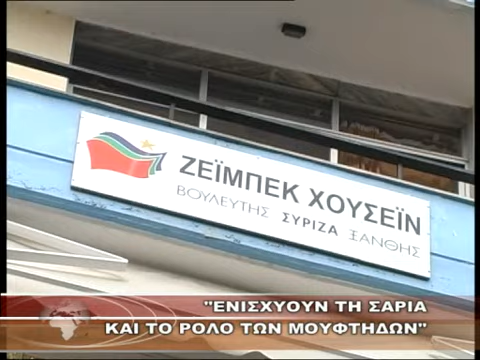 ΖΕΪΜΠΕΚ ΧΟΥΣΕΪΝ
ΒΟΥΛΕΥΤΗΣ ΣΥΡΙΖΑ ΞΑΝΘΗΣ
"ΕΝΙΣΧΥΟΥΝ ΤΗ ΣΑΡΙΑ
ΚΑΙ ΤΟ ΡΟΛΟ ΤΩΝ ΜΟΥΦΤΗΔΩΝ"